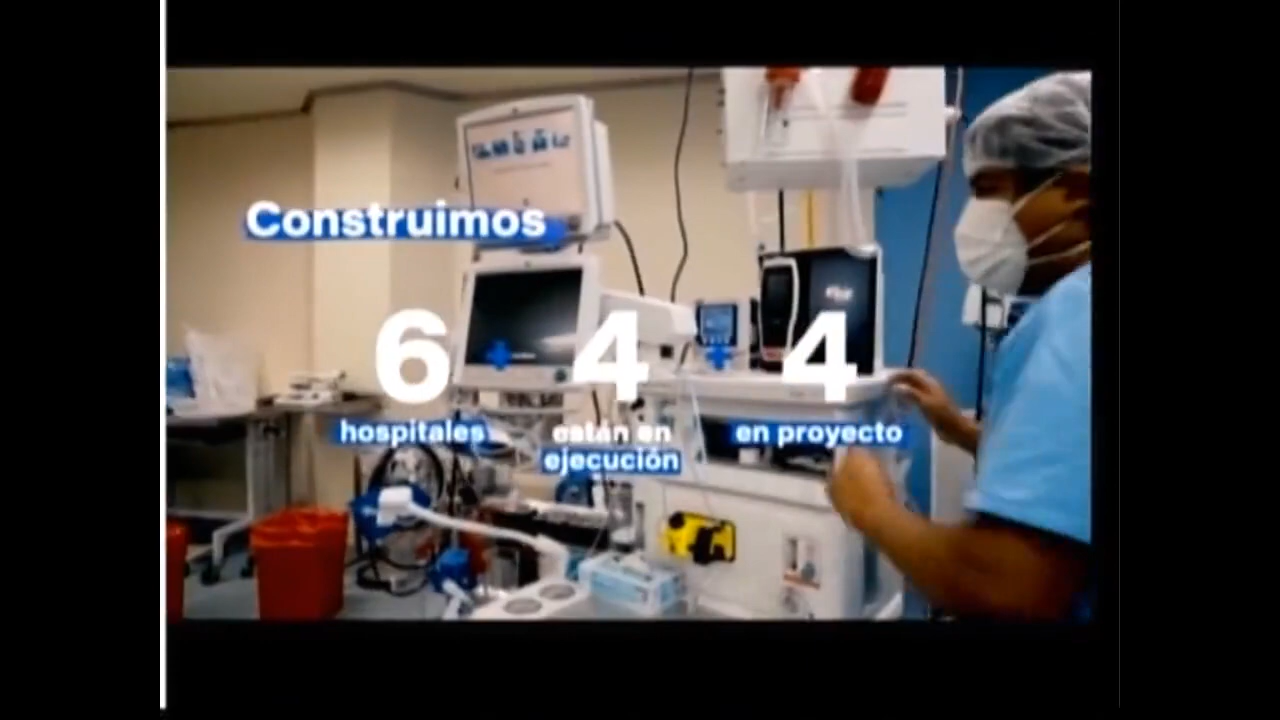 Construimos
6 + 4 + 4
hospitales están en en proyecto
ejecución